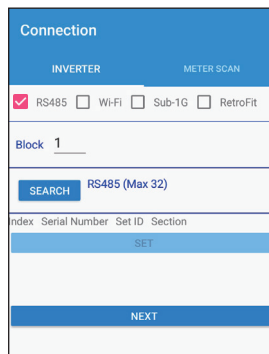 Connection
INVERTER METER SCAN
RS485 Wi-Fi Sub-1G RetroFit
Block 1
SEARCH RS485 (Max 32)
Index Serial Number Set ID Section
SET
NEXT